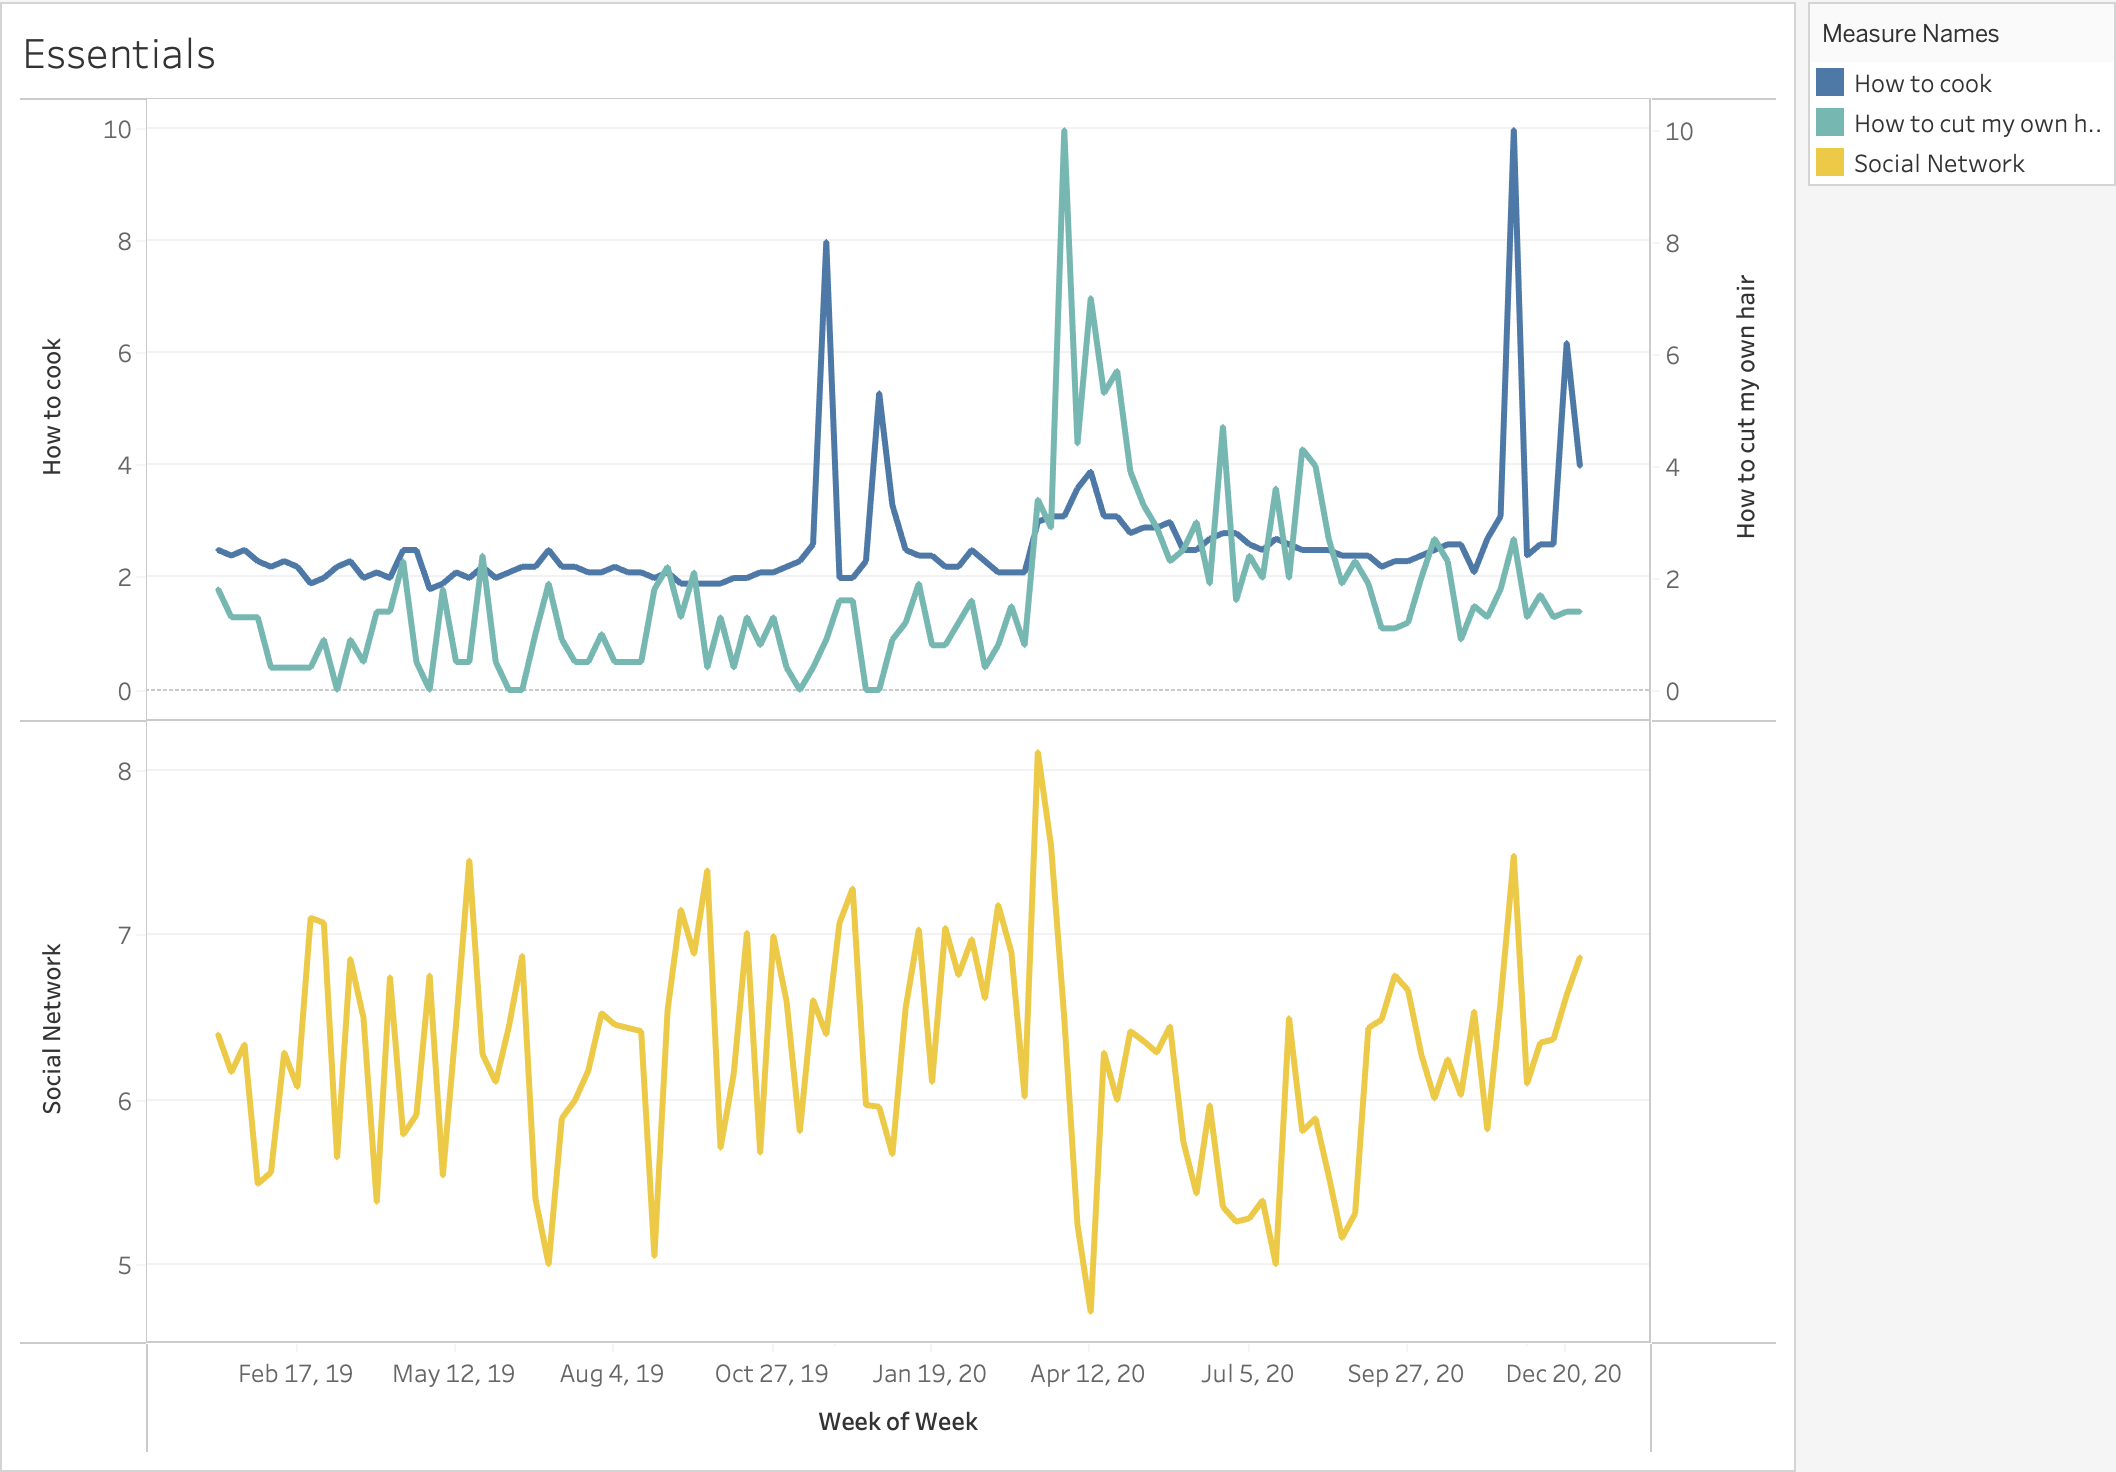 Essentials
Measure Names
How to cook
How to cut my own h..
Social Network
How to cook
10
8
6
4
2
0
10
8
6
4
2
0
How to cut my own hair
Social Network
8
7
6
5
Feb 17, 19 May 12, 19 Aug 4, 19 Oct 27, 19 Jan 19, 20 Apr 12, 20 Jul 5, 20 Sep 27, 20 Dec 20, 20
Week of Week